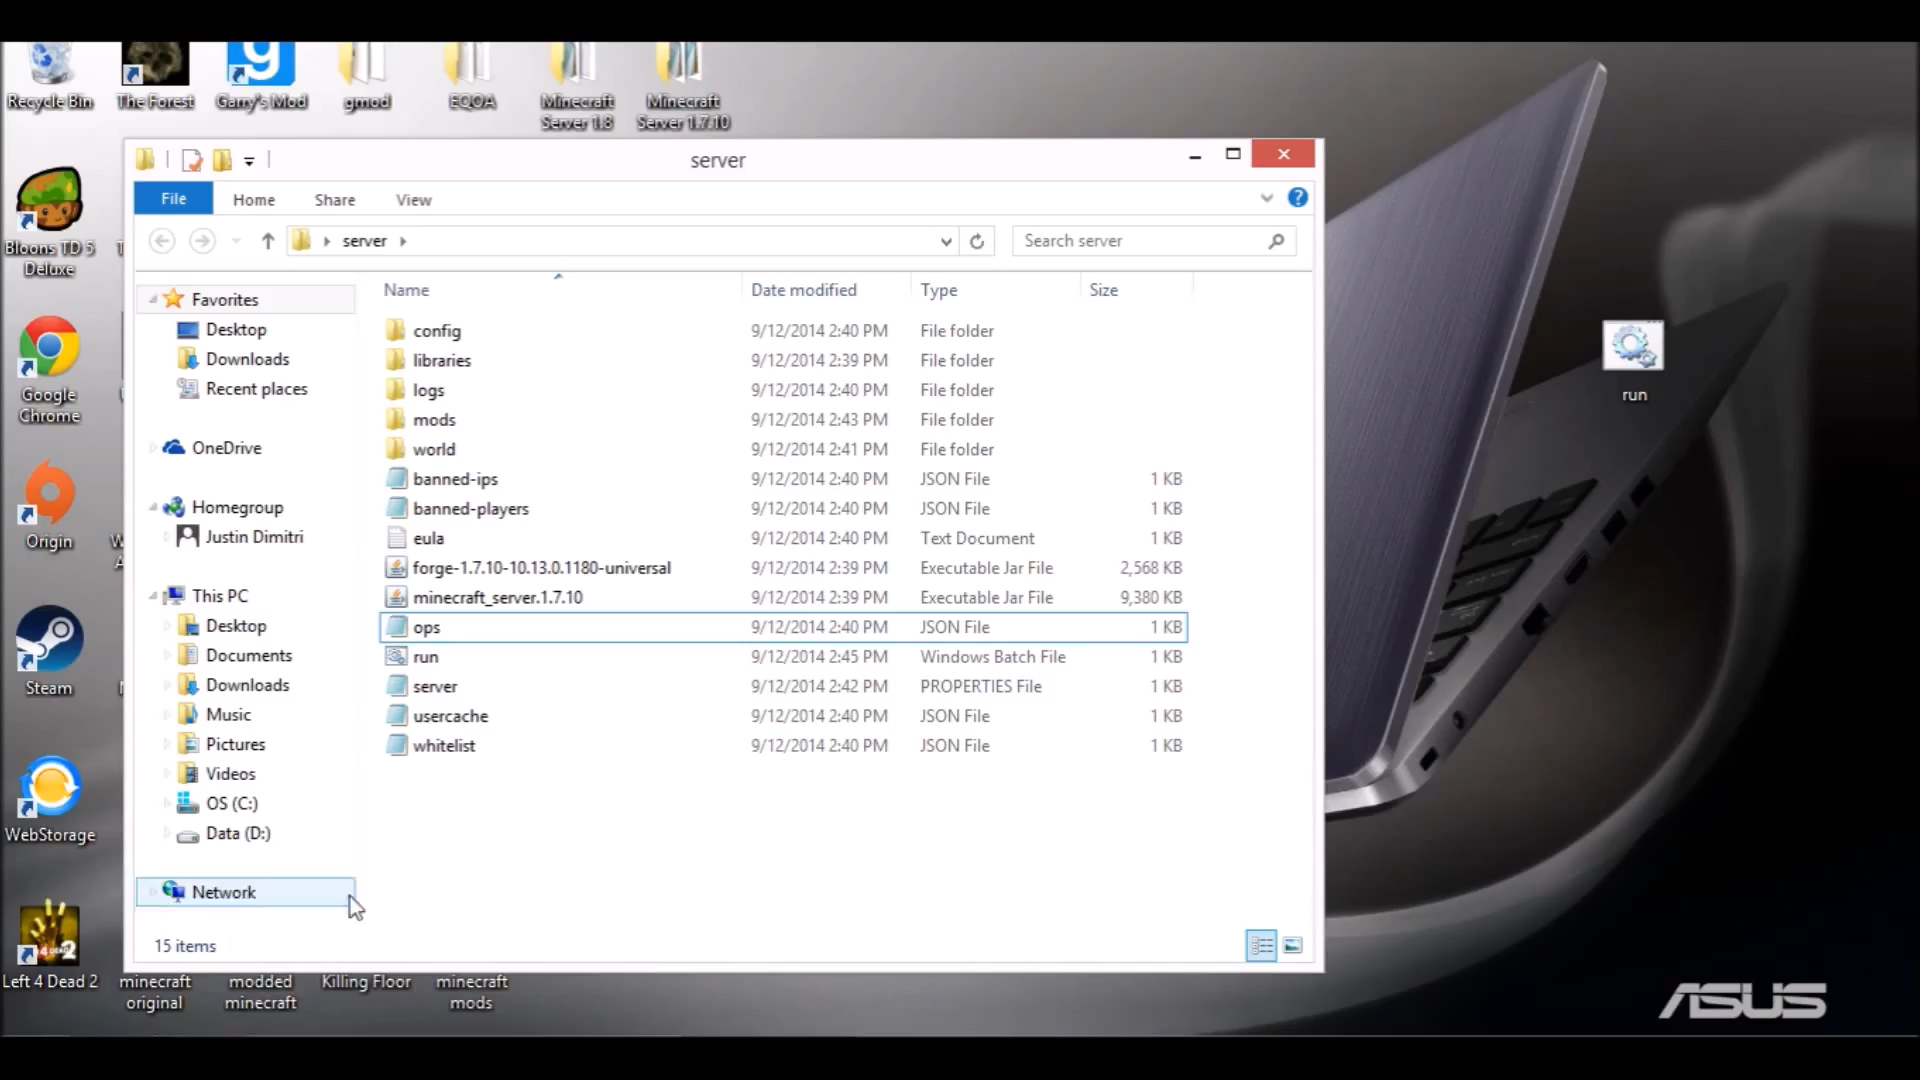 Recycle Bin
The Forest
Garry's Mod
gmod
EQOA
Minecraft
Server 1.8
Minecraft
Server 1.7.10
server
File
Home
Share
View
server
Search server
Bloons TD 5
Deluxe
Google
Chrome
Origin
Steam
WebStorage
Left 4 Dead 2
Favorites
Desktop
Downloads
Recent places
OneDrive
Homegroup
Justin Dimitri
This PC
Desktop
Documents
Downloads
Music
Pictures
Videos
OS (C:)
Data (D:)
Network
Name Date modified Type Size
config 9/12/2014 2:40 PM File folder
libraries 9/12/2014 2:39 PM File folder
logs 9/12/2014 2:40 PM File folder
mods 9/12/2014 2:43 PM File folder
world 9/12/2014 2:41 PM File folder
banned-ips 9/12/2014 2:40 PM JSON File 1 KB
banned-players 9/12/2014 2:40 PM JSON File 1 KB
eula 9/12/2014 2:40 PM Text Document 1 KB
forge-1.7.10-10.13.0.1180-universal 9/12/2014 2:39 PM Executable Jar File 2,568 KB
minecraft_server.1.7.10 9/12/2014 2:39 PM Executable Jar File 9,380 KB
ops 9/12/2014 2:40 PM JSON File 1 KB
run 9/12/2014 2:45 PM Windows Batch File 1 KB
server 9/12/2014 2:42 PM PROPERTIES File 1 KB
usercache 9/12/2014 2:40 PM JSON File 1 KB
whitelist 9/12/2014 2:40 PM JSON File 1 KB
15 items
run
minecraft
original
modded
minecraft
Killing Floor
minecraft
mods
ASUS